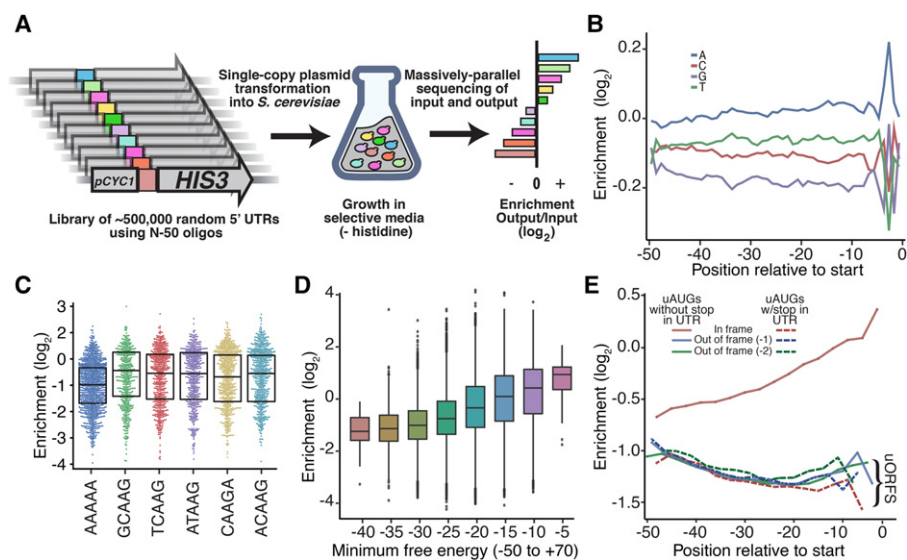 A
pCYC1
HIS3
Library of ~500,000 random 5' UTRs
using N-50 oligos
Single-copy plasmid
transformation
into S. cerevisiae
Growth in
selective media
(- histidine)
Massively-parallel
sequencing of
input and output
- 0 +
Enrichment
Output/Input
(log2)
B
Enrichment (log2)
0.2
0.0
-0.2
A
C
G
T
-50 -40 -30 -20 -10 0
Position relative to start
C
Enrichment (log2)
3
2
1
0
-1
-2
-3
-4
AAAAA
GCAAG
TCAAG
ATAAG
CAAGA
ACAAG
D
Enrichment (log2)
4
2
0
-2
-4
-40 -35 -30 -25 -20 -15 -10 -5
Minimum free energy (-50 to +70)
E
Enrichment (log2)
0.5
0.0
-0.5
-1.0
-1.5
uAUGs
without stop
in UTR
uAUGs
w/stop in
UTR
In frame
Out of frame (-1)
Out of frame (-2)
uORFS
-50 -40 -30 -20 -10 0
Position relative to start